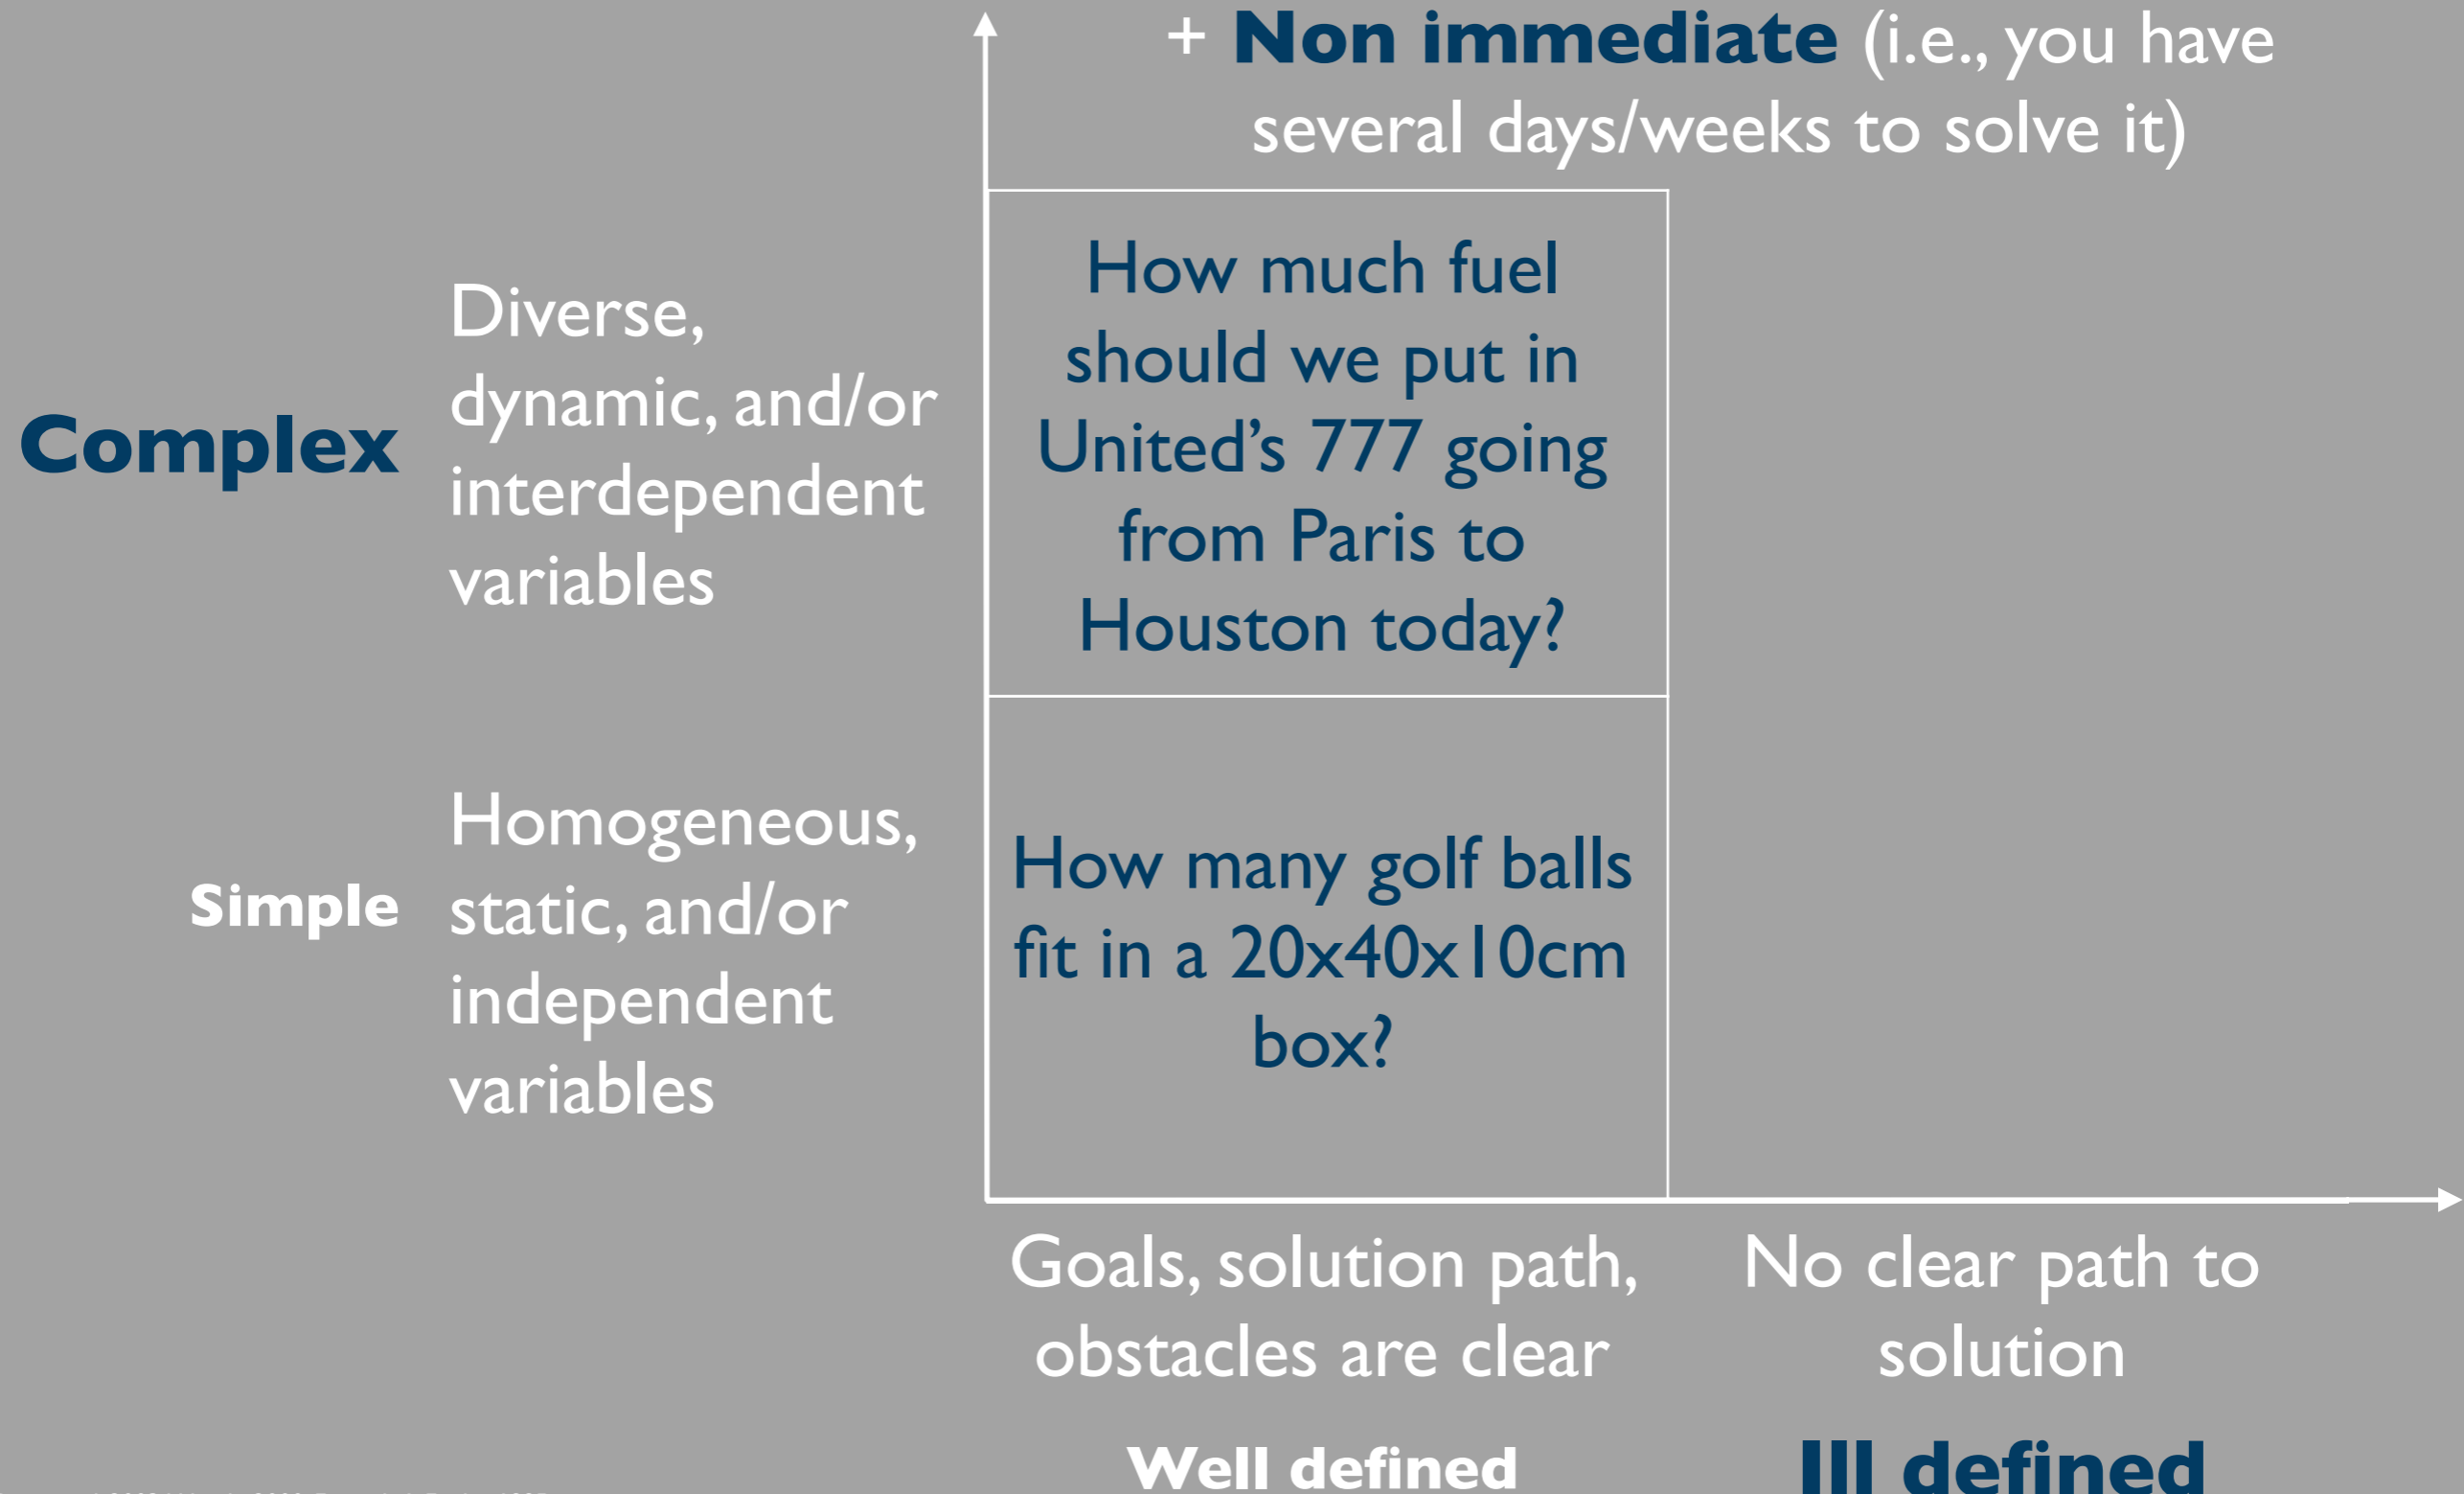 + Non immediate (i.e., you have
several days/weeks to solve it)
Complex
Diverse,
dynamic, and/or
interdependent
variables
How much fuel
should we put in
United's 777 going
from Paris to
Houston today?
Simple
Homogeneous,
static, and/or
independent
variables
How many golf balls
fit in a 20x40x10cm
box?
Goals, solution path,
obstacles are clear
No clear path to
solution
Well defined
Ill defined